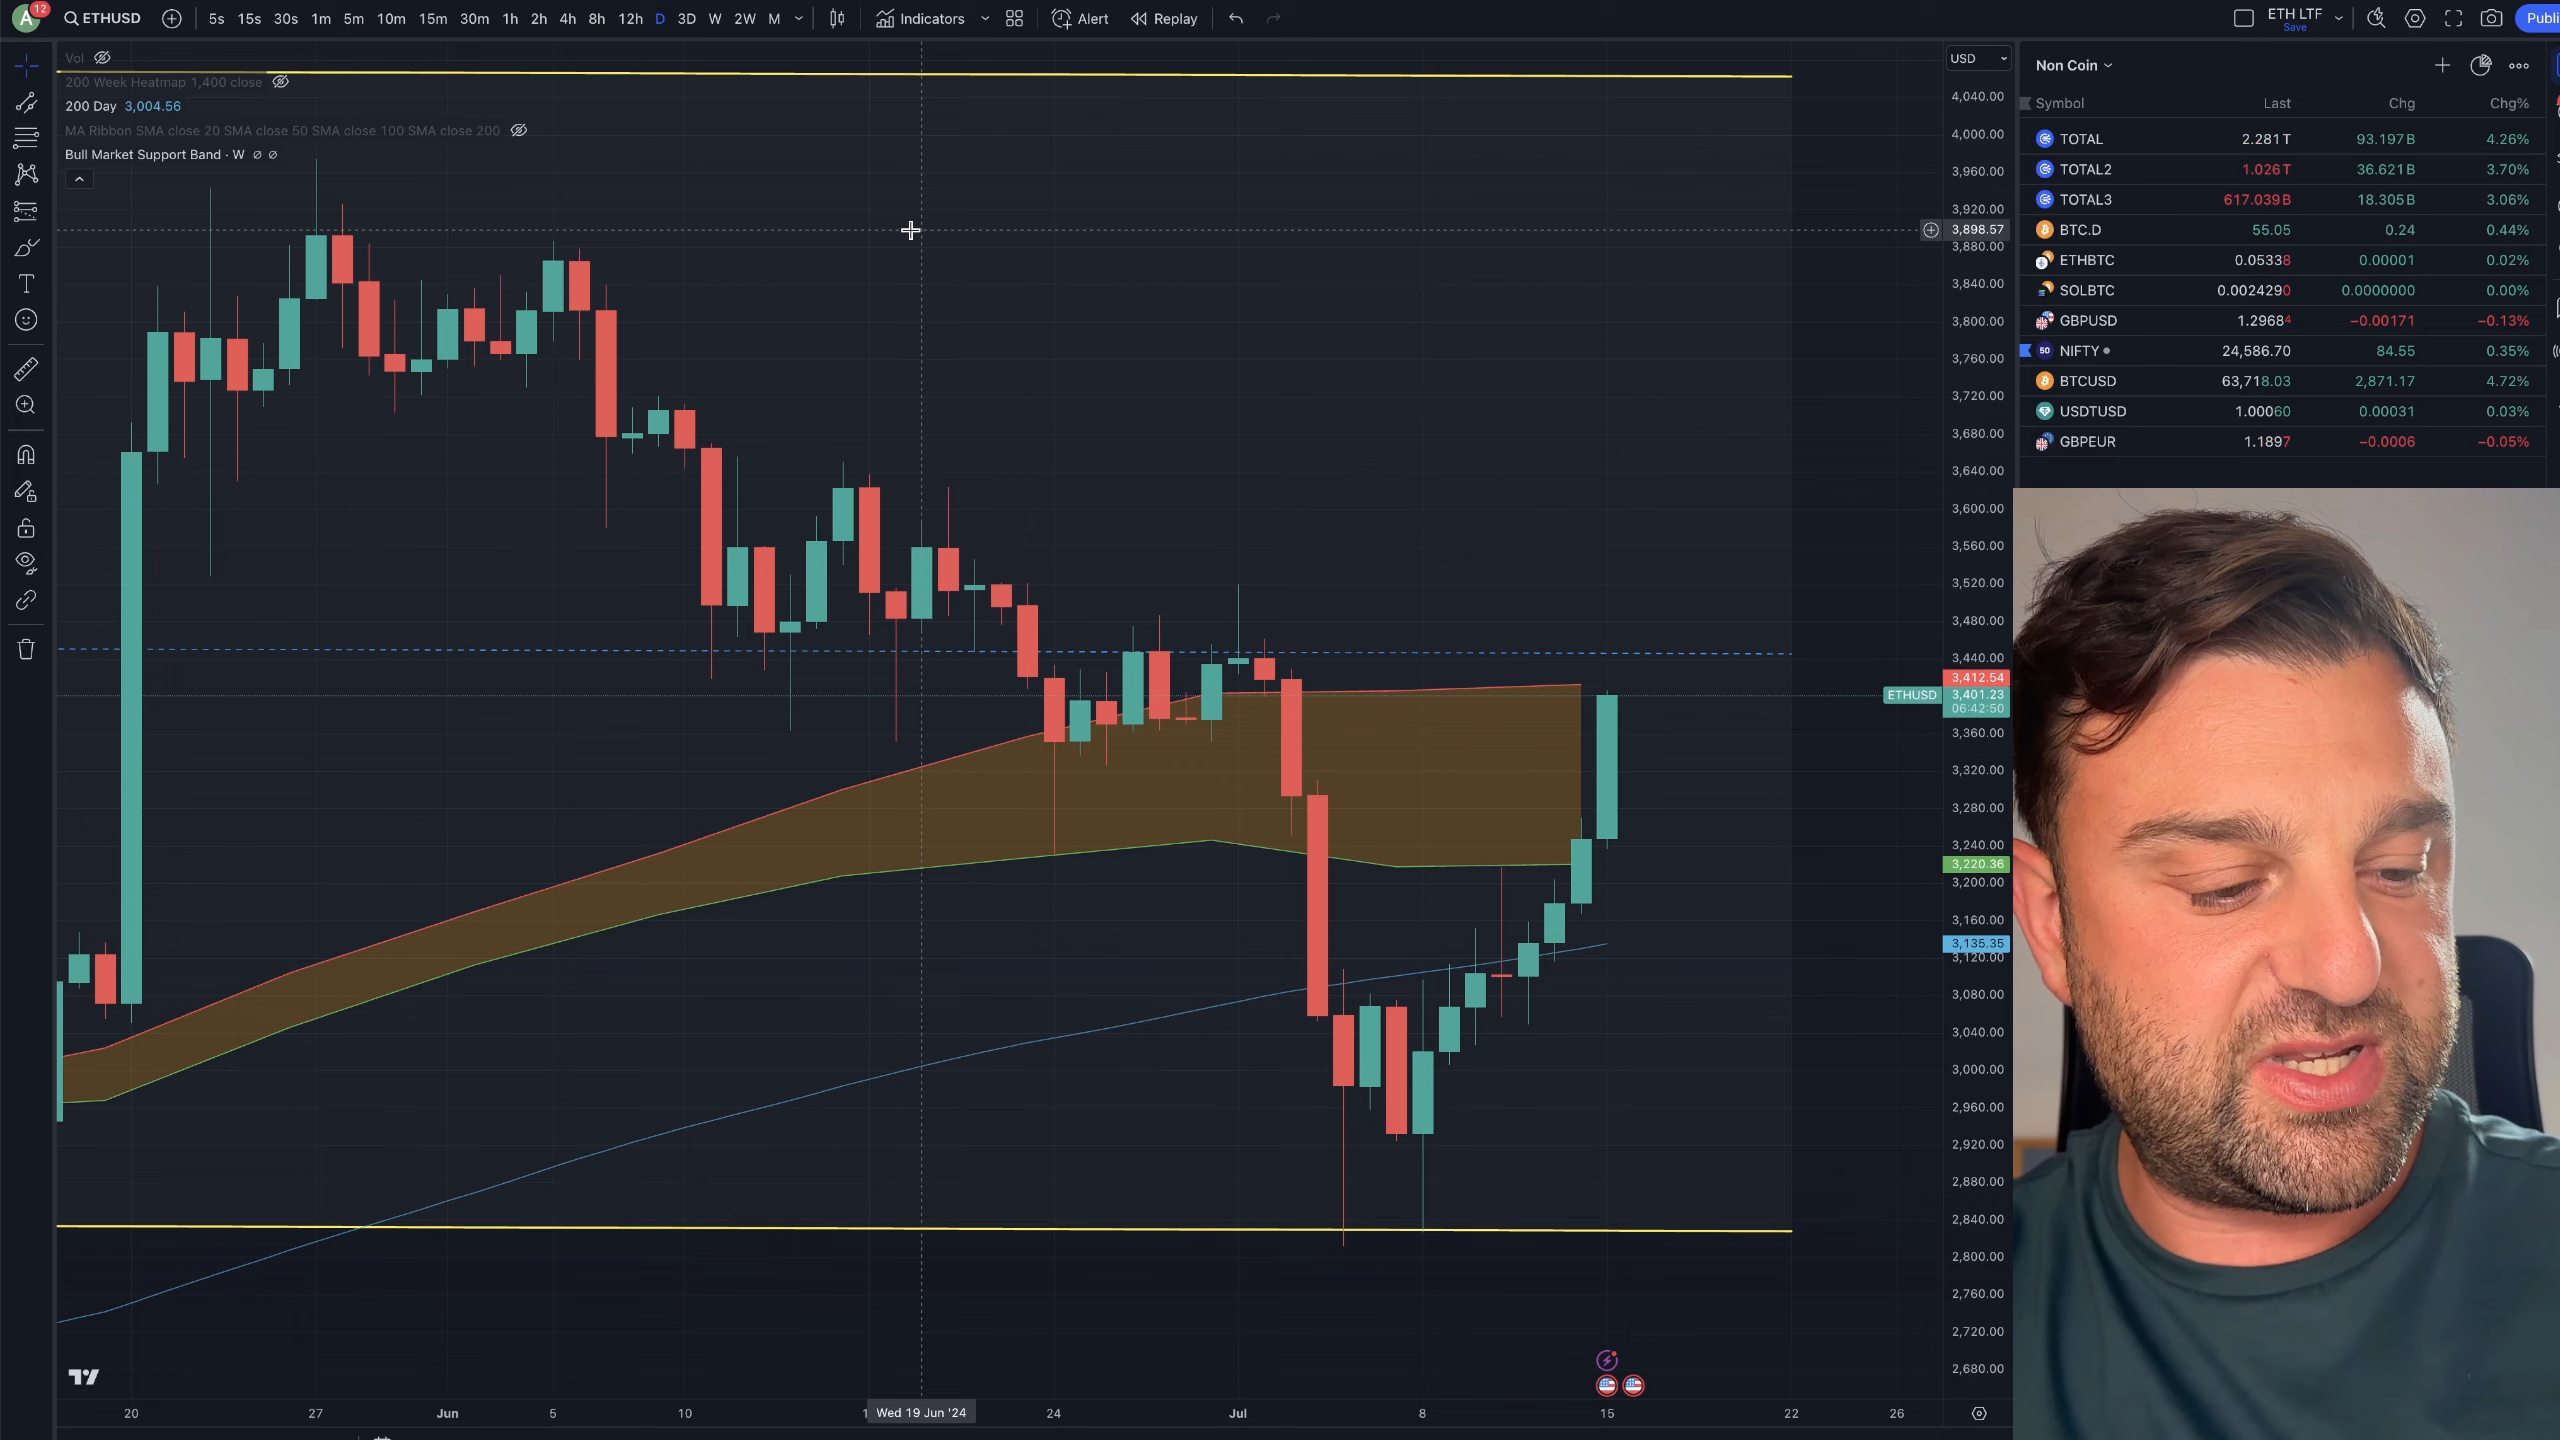 A 12 ETHUSD 5s 15s 30s 1m 5m 10m 15m 30m 1h 2h 4h 8h 12h D 3D W 2W M Indicators Alert Replay ETH LTF Save Publi
Vol
200 Week Heatmap 1,400 close
200 Day 3,004.56
MA Ribbon SMA close 20 SMA close 50 SMA close 100 SMA close 200
Bull Market Support Band · W ∅ ∅
USD
4,040.00
4,000.00
3,960.00
3,920.00
3,898.57
3,880.00
3,840.00
3,800.00
3,760.00
3,720.00
3,680.00
3,640.00
3,600.00
3,560.00
3,520.00
3,480.00
3,440.00
3,412.54
ETHUSD 3,401.23
06:42:50
3,360.00
3,320.00
3,280.00
3,240.00
3,220.36
3,200.00
3,160.00
3,135.35
3,120.00
3,080.00
3,040.00
3,000.00
2,960.00
2,920.00
2,880.00
2,840.00
2,800.00
2,760.00
2,720.00
2,680.00
20 27 Jun 5 10 1 Wed 19 Jun '24 24 Jul 8 15 22 26
Non Coin
Symbol Last Chg Chg%
TOTAL 2.281 T 93.197 B 4.26%
TOTAL2 1.026 T 36.621 B 3.70%
TOTAL3 617.039 B 18.305 B 3.06%
BTC.D 55.05 0.24 0.44%
ETHBTC 0.05338 0.00001 0.02%
SOLBTC 0.0024290 0.0000000 0.00%
GBPUSD 1.29684 −0.00171 −0.13%
50 NIFTY 24,586.70 84.55 0.35%
BTCUSD 63,718.03 2,871.17 4.72%
USDTUSD 1.00060 0.00031 0.03%
GBPEUR 1.1897 −0.0006 −0.05%